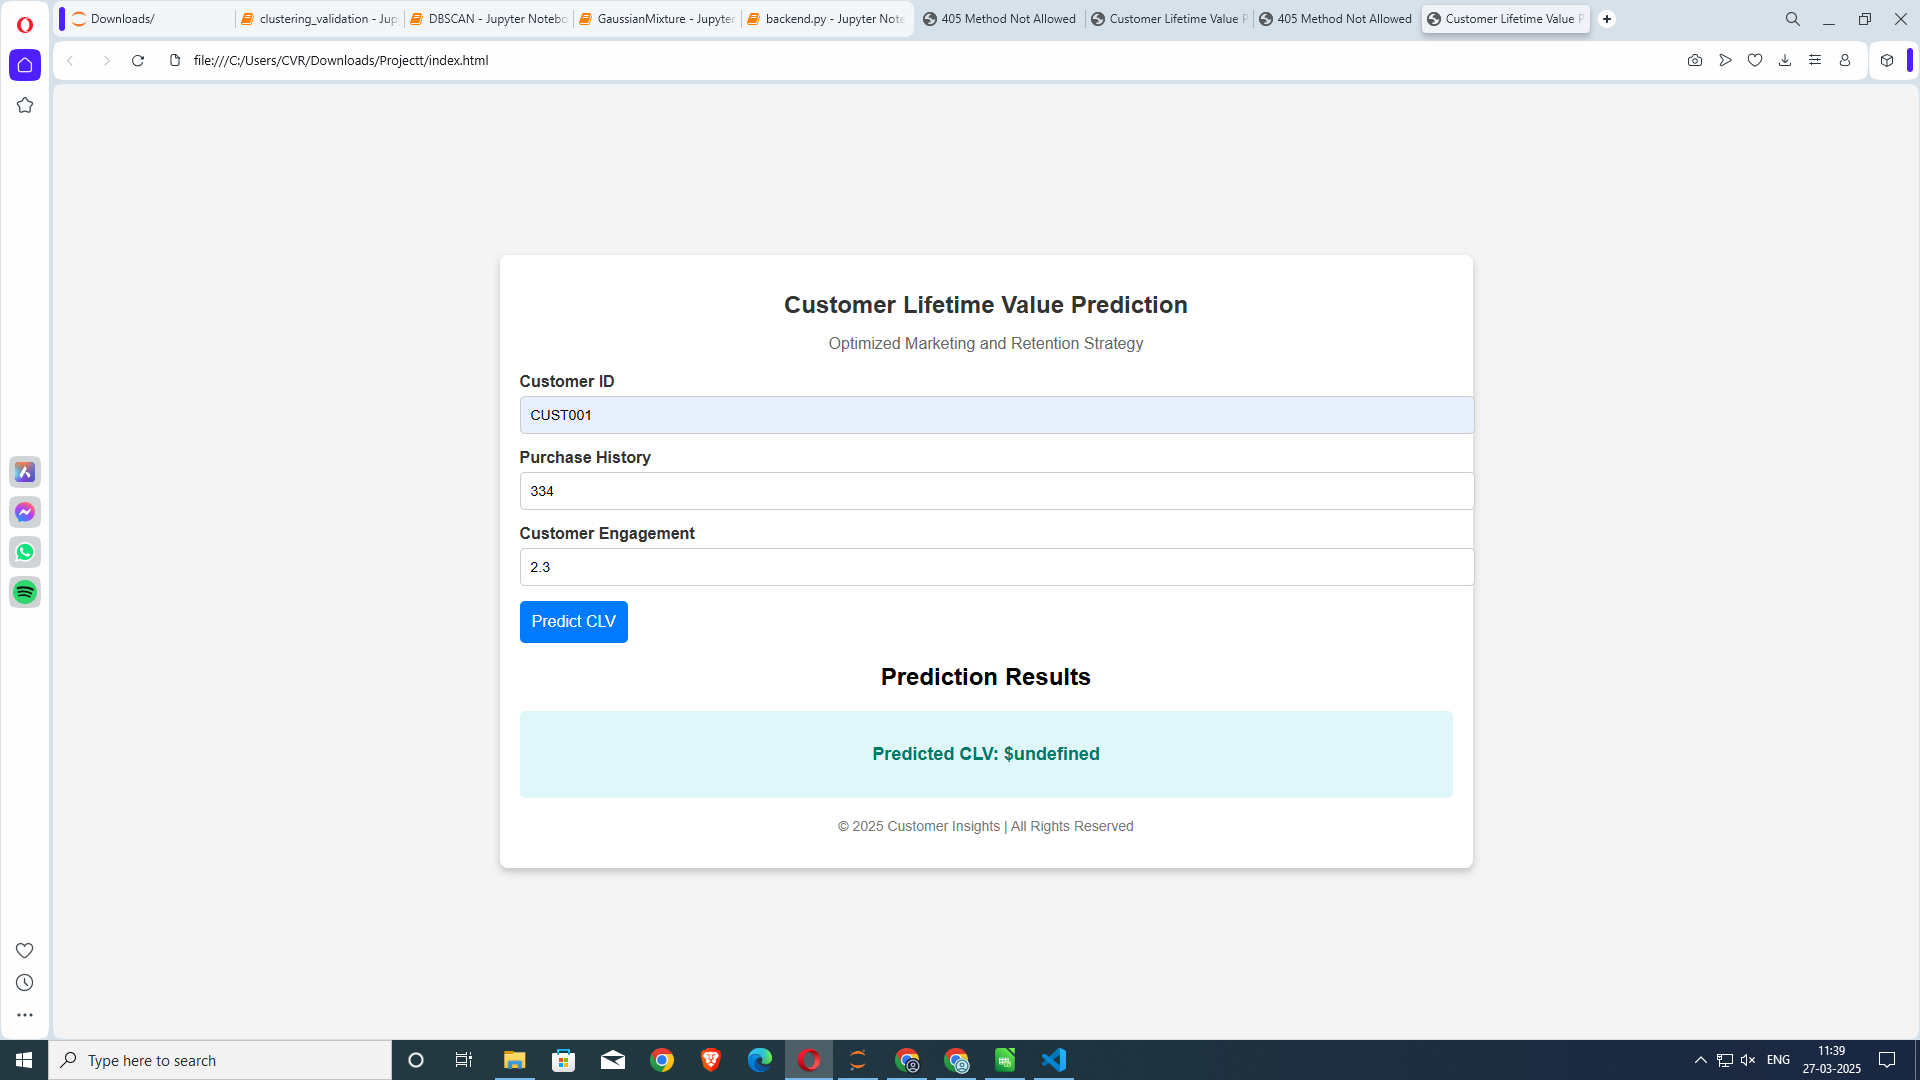 Downloads/
clustering_validation - Jup
DBSCAN - Jupyter Notebo
GaussianMixture - Jupyter
backend.py - Jupyter Note
405 Method Not Allowed
Customer Lifetime Value P
405 Method Not Allowed
Customer Lifetime Value P
file:///C:/Users/CVR/Downloads/Projectt/index.html
Customer Lifetime Value Prediction
Optimized Marketing and Retention Strategy
Customer ID
CUST001
Purchase History
334
Customer Engagement
2.3
Predict CLV
Prediction Results
Predicted CLV: $undefined
© 2025 Customer Insights | All Rights Reserved
Type here to search
ENG
11:39
27-03-2025